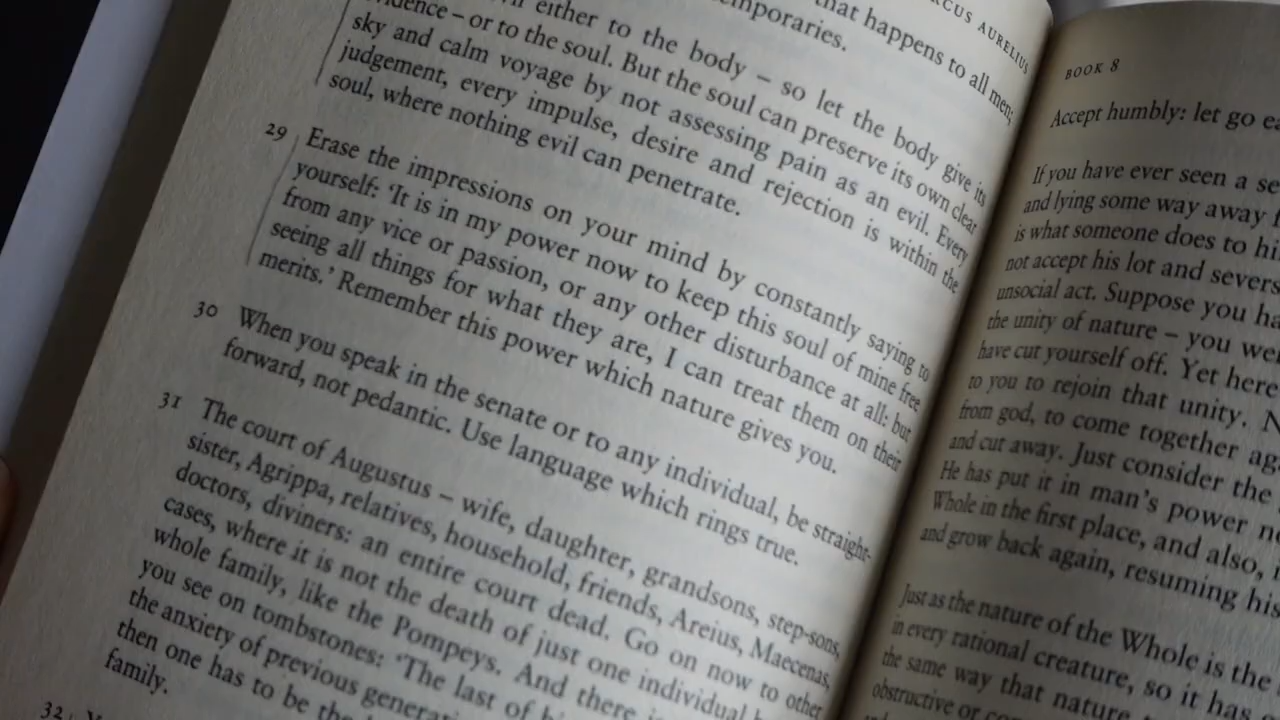 RCUS AURELIUS
that happens to all men;
temporaries.
either to the body – so let the body give its
– or to the soul. But the soul can preserve its own clear
sky and calm voyage by not assessing pain as an evil. Every
judgement, every impulse, desire and rejection is within the
soul, where nothing evil can penetrate.
29 Erase the impressions on your mind by constantly saying to
yourself: 'It is in my power now to keep this soul of mine free
from any vice or passion, or any other disturbance at all: but
seeing all things for what they are, I can treat them on their
merits.' Remember this power which nature gives you.
30 When you speak in the senate or to any individual, be straight-
forward, not pedantic. Use language which rings true.
31 The court of Augustus – wife, daughter, grandsons, step-sons,
sister, Agrippa, relatives, household, friends, Areius, Maecenas,
doctors, diviners: an entire court dead. Go on now to other
cases, where it is not the death of just one individual
whole family, like the Pompeys. And there
you see on tombstones: 'The last of
the anxiety of previous
then one has to be the
family.
32
BOOK 8
Accept humbly: let go
If you have ever seen a
and lying some way away
is what someone does to
not accept his lot and
unsocial act. Suppose you
the unity of nature – you
have cut yourself off. Yet here
to you to rejoin that unity.
from god, to come together
and cut away. Just consider the
He has put it in man's power
Whole in the first place, and also,
and grow back again, resuming his
Just as the nature of the Whole is the
in every rational creature, so it has
the same way that nature
obstructive or